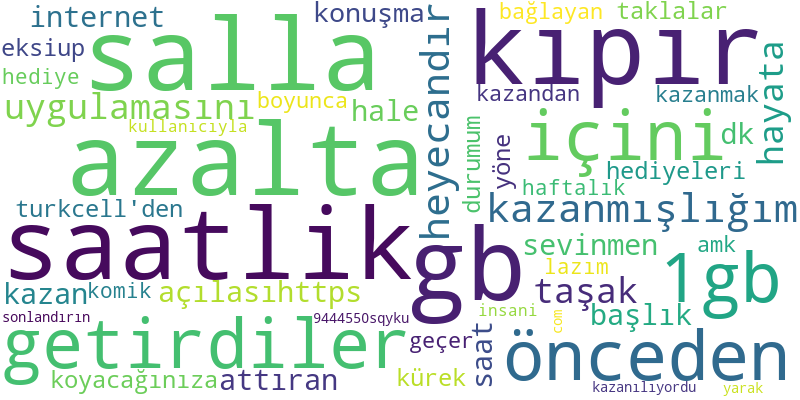 internet
konuşma
bağlayan
taklalar
eksiup
salla
kıpır
hediye
kazandan
kazanmak
uygulamasını
boyunca
hale
heyecandır
hayata
kullanıcıyla
azalta
durumum
yöne
içini
dk
hediyeleri
haftalık
turkcell'den
kazanmışlığım
saatlik
gb
sevinmen
amk
lazım
1gb
kazan
komik
açılasıhttps
taşak
insani
com
başlık
sonlandırın
9444550sqyku
getirdiler
geçer
saat
önceden
koyacağınıza
attıran
kürek
kazanılıyordu
yarak